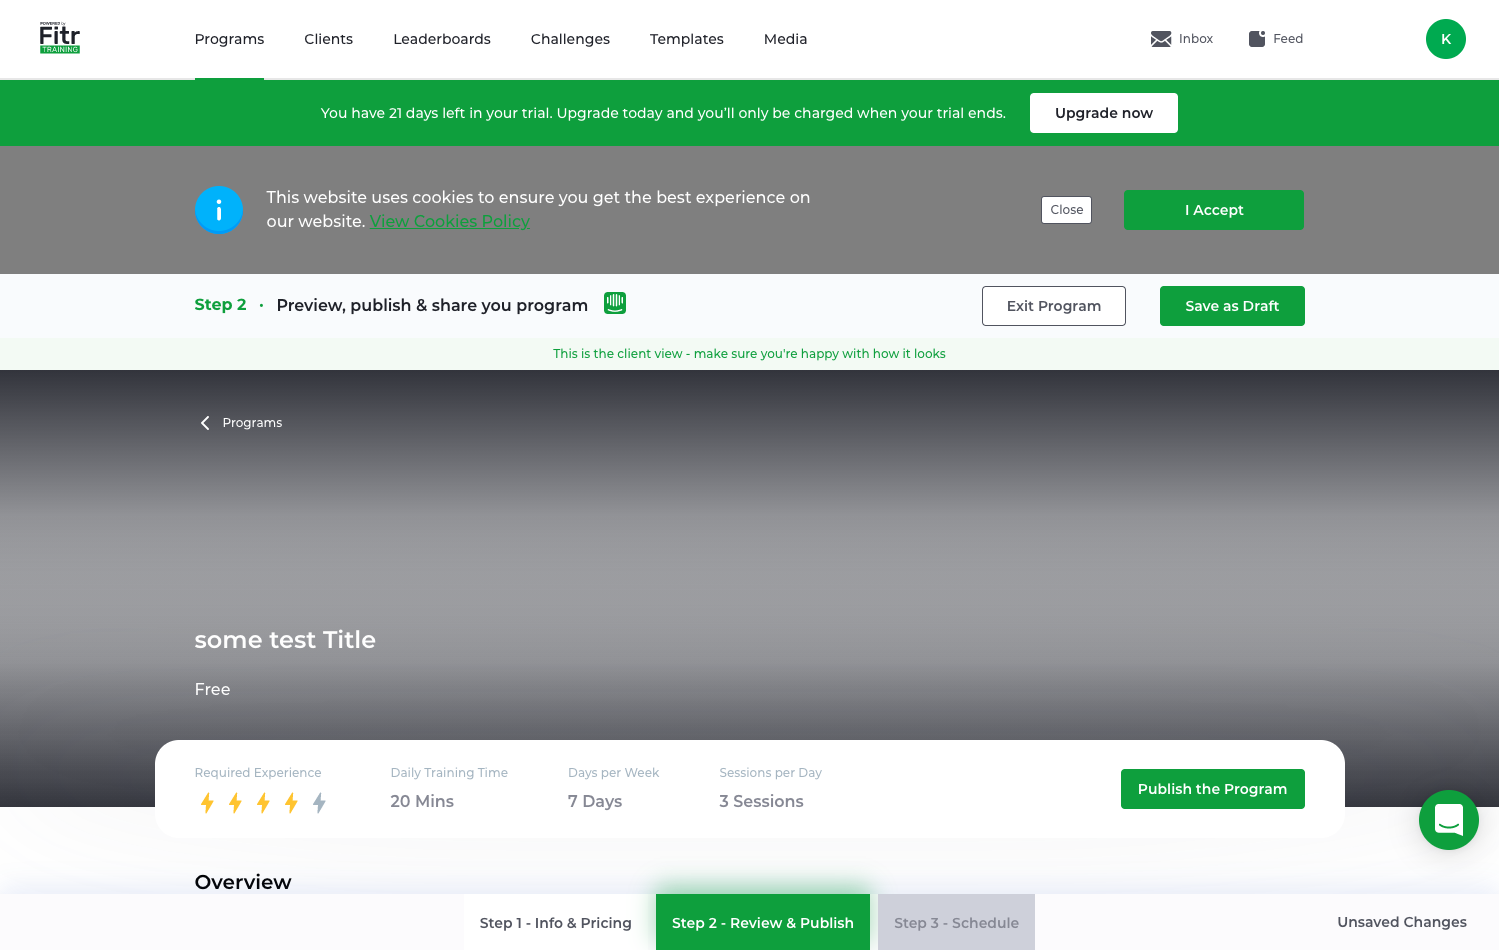 POWERED by
Fitr
TRAINING
Programs
Clients
Leaderboards
Challenges
Templates
Media
Inbox
Feed
K
You have 21 days left in your trial. Upgrade today and you’ll only be charged when your trial ends.
Upgrade now
This website uses cookies to ensure you get the best experience on
our website. View Cookies Policy
Close
I Accept
Step 2 · Preview, publish & share you program
Exit Program
Save as Draft
This is the client view - make sure you're happy with how it looks
Programs
some test Title
Free
Required Experience
Daily Training Time
20 Mins
Days per Week
7 Days
Sessions per Day
3 Sessions
Publish the Program
Overview
Step 1 - Info & Pricing
Step 2 - Review & Publish
Step 3 - Schedule
Unsaved Changes